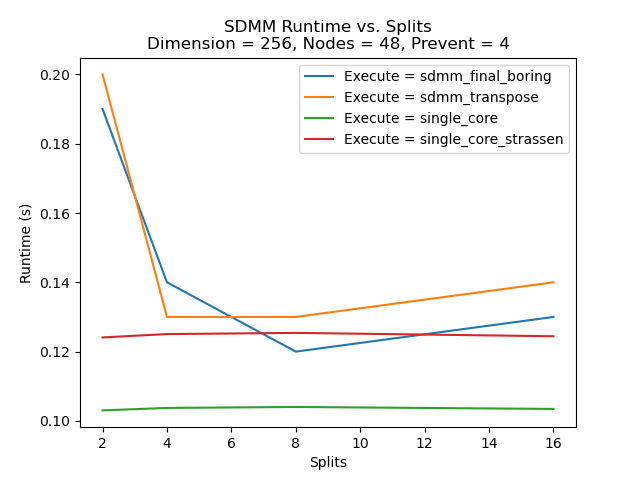 SDMM Runtime vs. Splits
Dimension = 256, Nodes = 48, Prevent = 4
Execute = sdmm_final_boring
Execute = sdmm_transpose
Execute = single_core
Execute = single_core_strassen
Runtime (s)
0.20
0.18
0.16
0.14
0.12
0.10
2 4 6 8 10 12 14 16
Splits